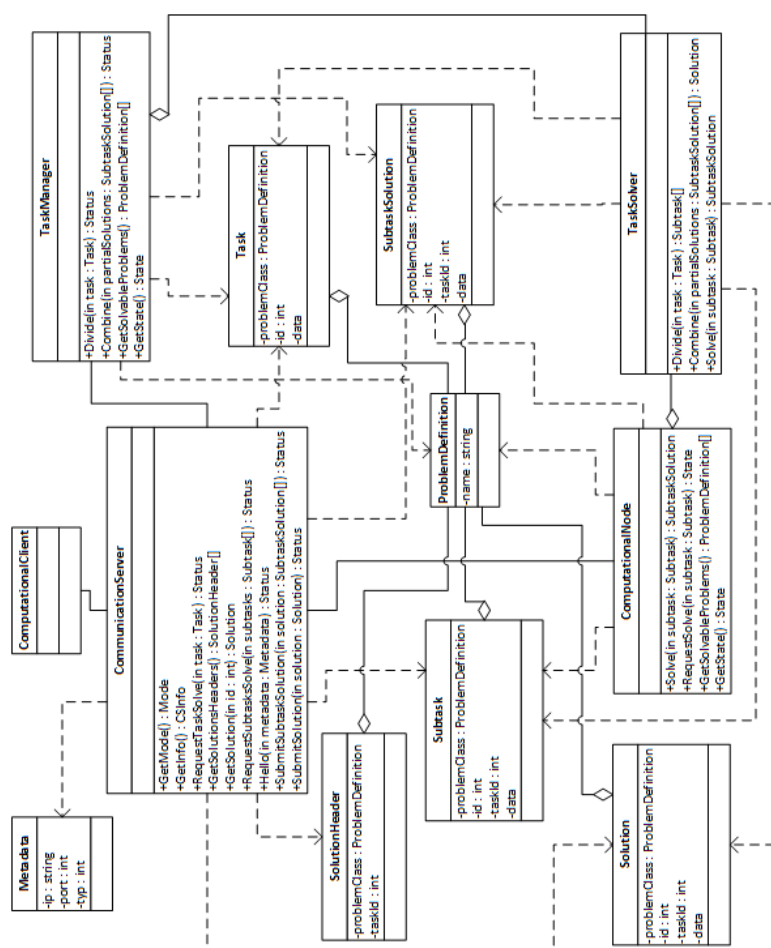 TaskManager
+Divide(in task : Task) : Status
+Combine(in partialSolutions : SubtaskSolution[]) : Status
+GetSolvableProblems() : ProblemDefinition[]
+GetState() : State
Task
-problemClass : ProblemDefinition
-id : int
-data
SubtaskSolution
-problemClass : ProblemDefinition
-id : int
-taskId : int
-data
TaskSolver
+Divide(in task : Task) : Subtask[]
+Combine(in partialSolutions : SubtaskSolution[]) : Solution
+Solve(in subtask : Subtask) : SubtaskSolution
ComputationalClient
CommunicationServer
+GetMode() : Mode
+GetInfo() : CSInfo
+RequestTaskSolve(in task : Task) : Status
+GetSolutionsHeaders() : SolutionHeader[]
+GetSolution(in id : int) : Solution
+RequestSubtasksSolve(in subtasks : Subtask[]) : Status
+Hello(in metadata : Metadata) : Status
+SubmitSubtaskSolution(in solution : SubtaskSolution[]) : Status
+SubmitSolution(in solution : Solution) : Status
ProblemDefinition
-name : string
ComputationalNode
+Solve(in subtask : Subtask) : SubtaskSolution
+RequestSolve(in subtask : Subtask) : State
+GetSolvableProblems() : ProblemDefinition[]
+GetState() : State
Metadata
-ip : string
-port : int
-typ : int
SolutionHeader
-problemClass : ProblemDefinition
-taskId : int
Subtask
-problemClass : ProblemDefinition
-id : int
-taskId : int
-data
Solution
-problemClass : ProblemDefinition
-id : int
-taskId : int
-data